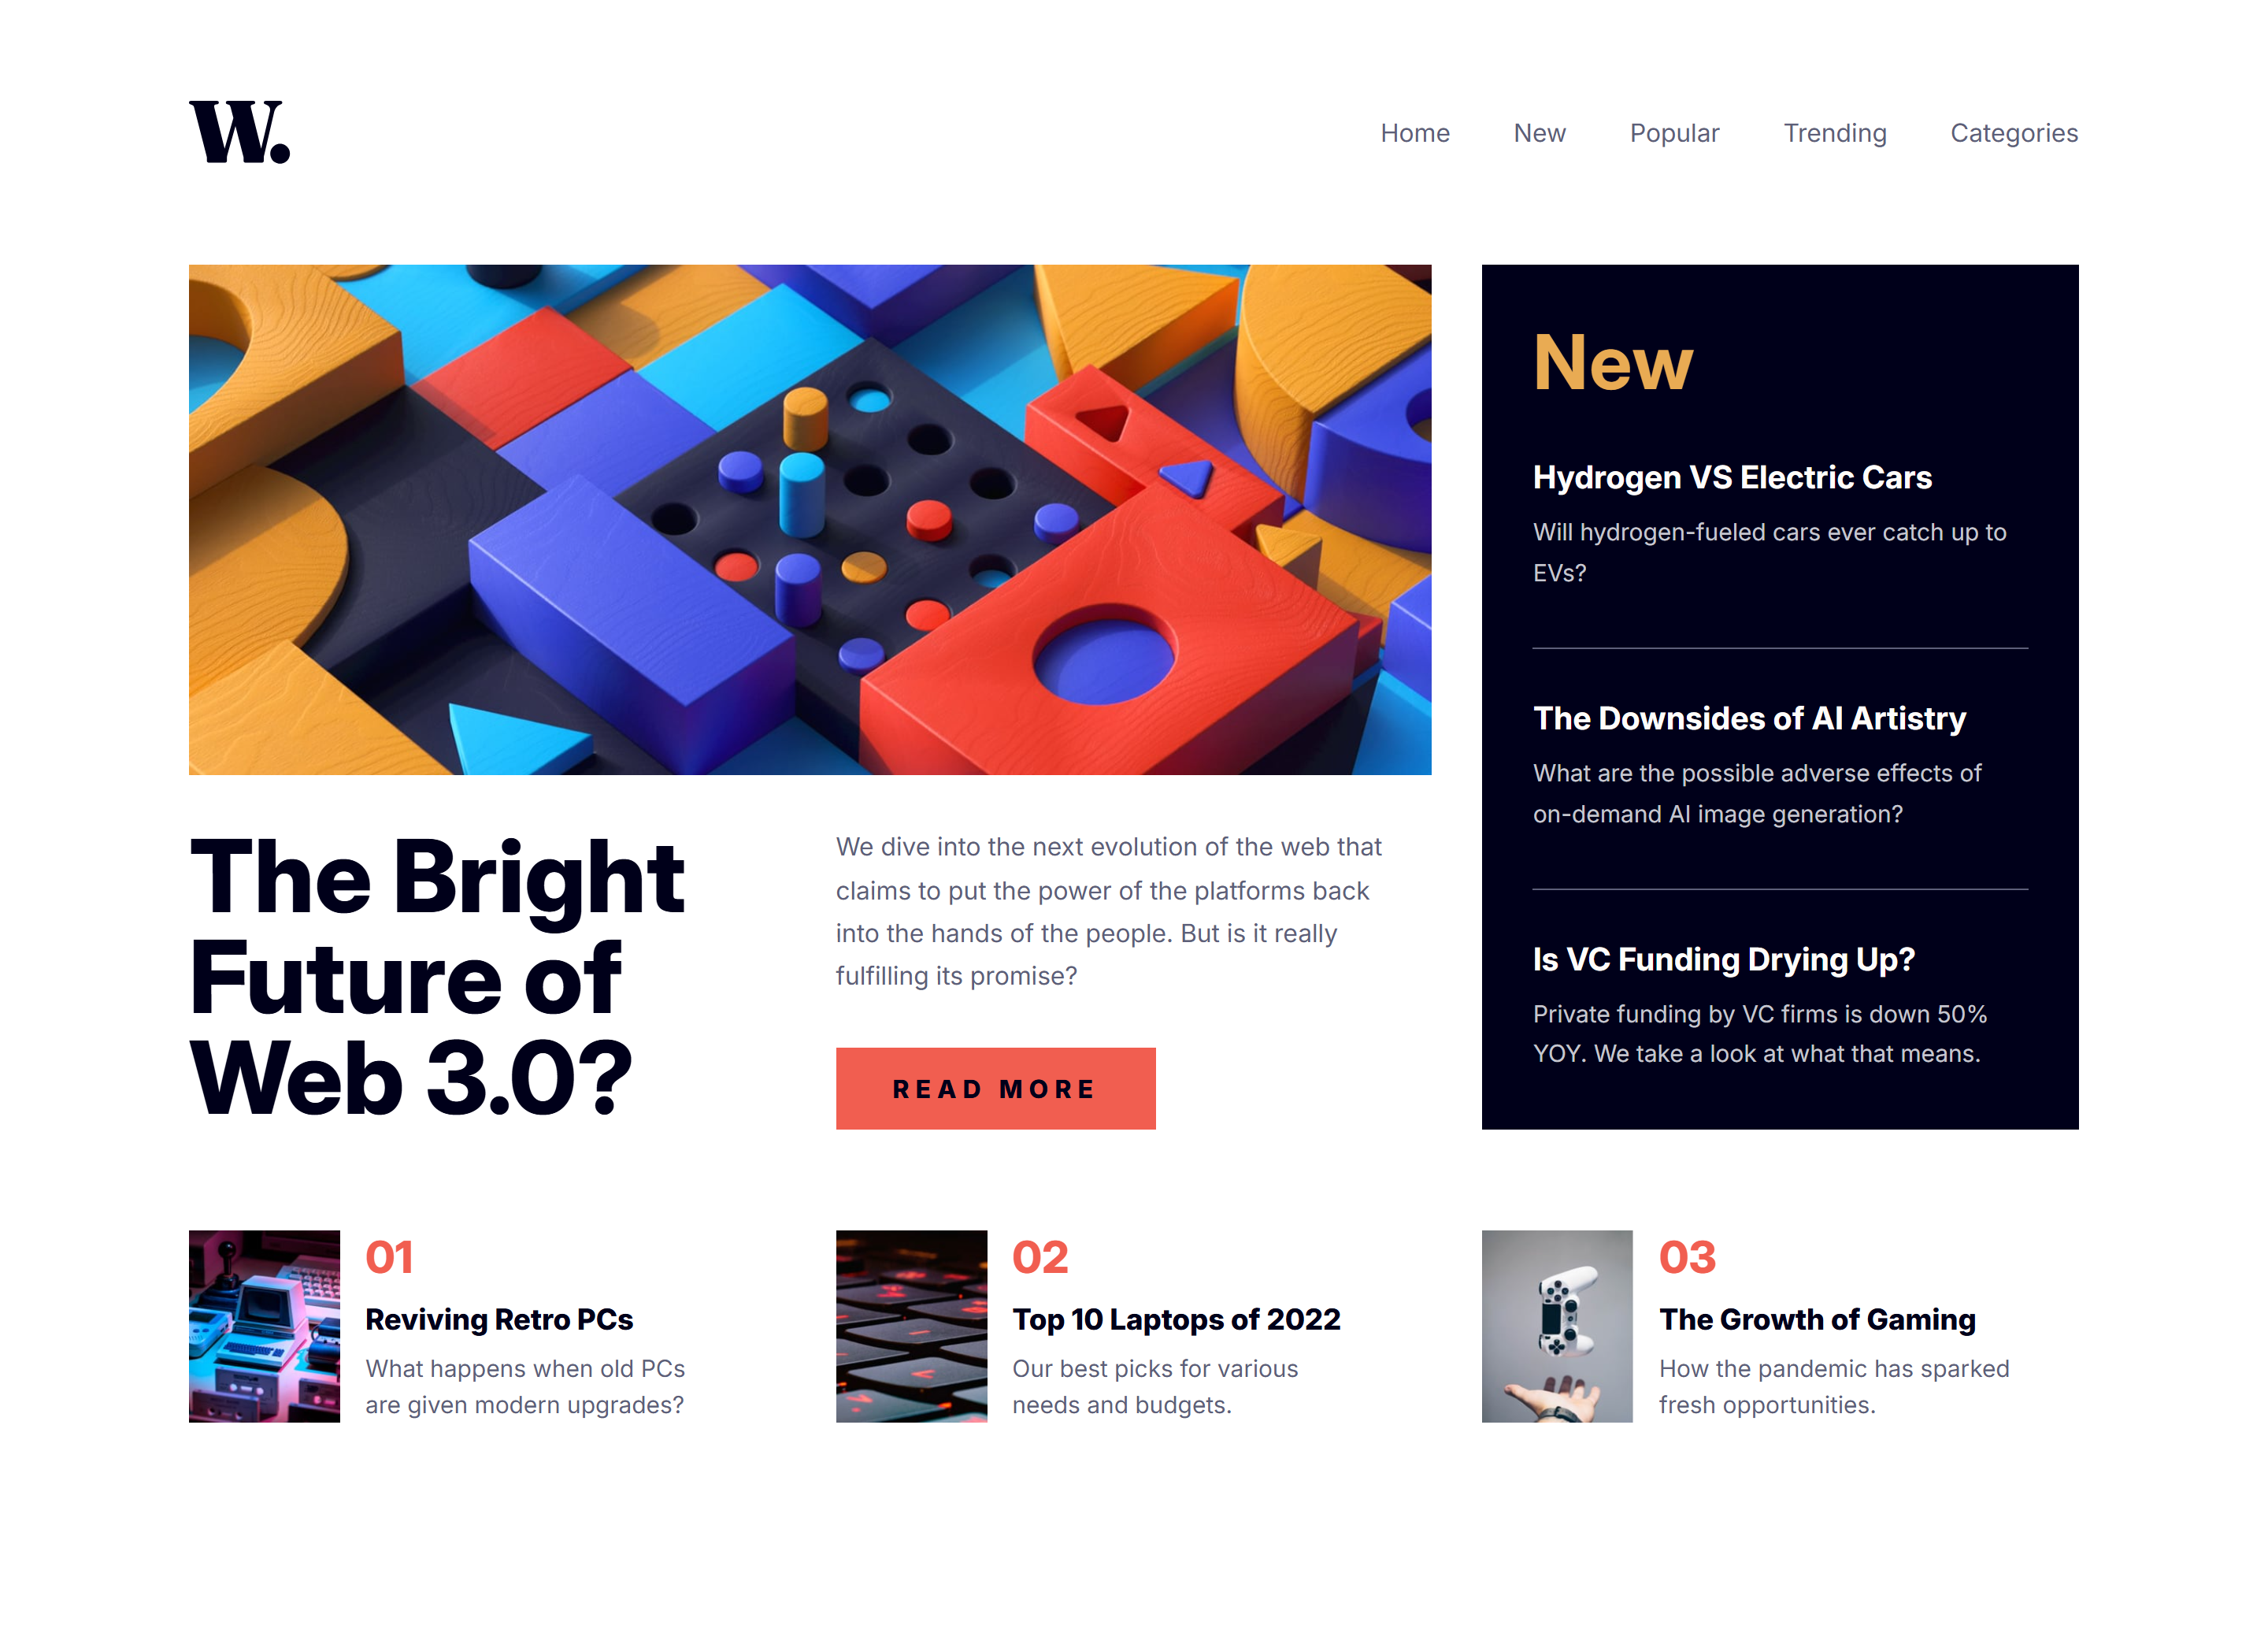 W.
Home New Popular Trending Categories
The Bright
Future of
Web 3.0?
We dive into the next evolution of the web that
claims to put the power of the platforms back
into the hands of the people. But is it really
fulfilling its promise?
READ MORE
New
Hydrogen VS Electric Cars
Will hydrogen-fueled cars ever catch up to
EVs?
The Downsides of AI Artistry
What are the possible adverse effects of
on-demand AI image generation?
Is VC Funding Drying Up?
Private funding by VC firms is down 50%
YOY. We take a look at what that means.
01
Reviving Retro PCs
What happens when old PCs
are given modern upgrades?
02
Top 10 Laptops of 2022
Our best picks for various
needs and budgets.
03
The Growth of Gaming
How the pandemic has sparked
fresh opportunities.